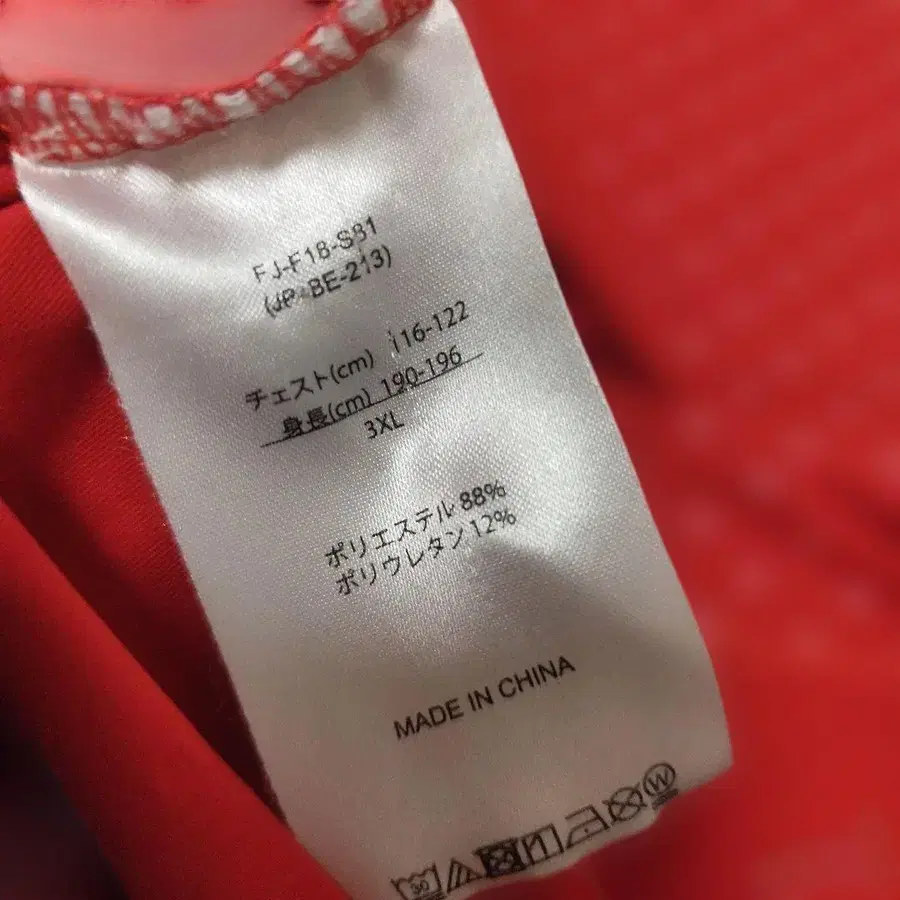 FJ-F18-S81
(JP-BE-213)
チェスト(cm) 116-122
身長(cm) 190-196
3XL
ポリエステル 88%
ポリウレタン 12%
MADE IN CHINA
30
W